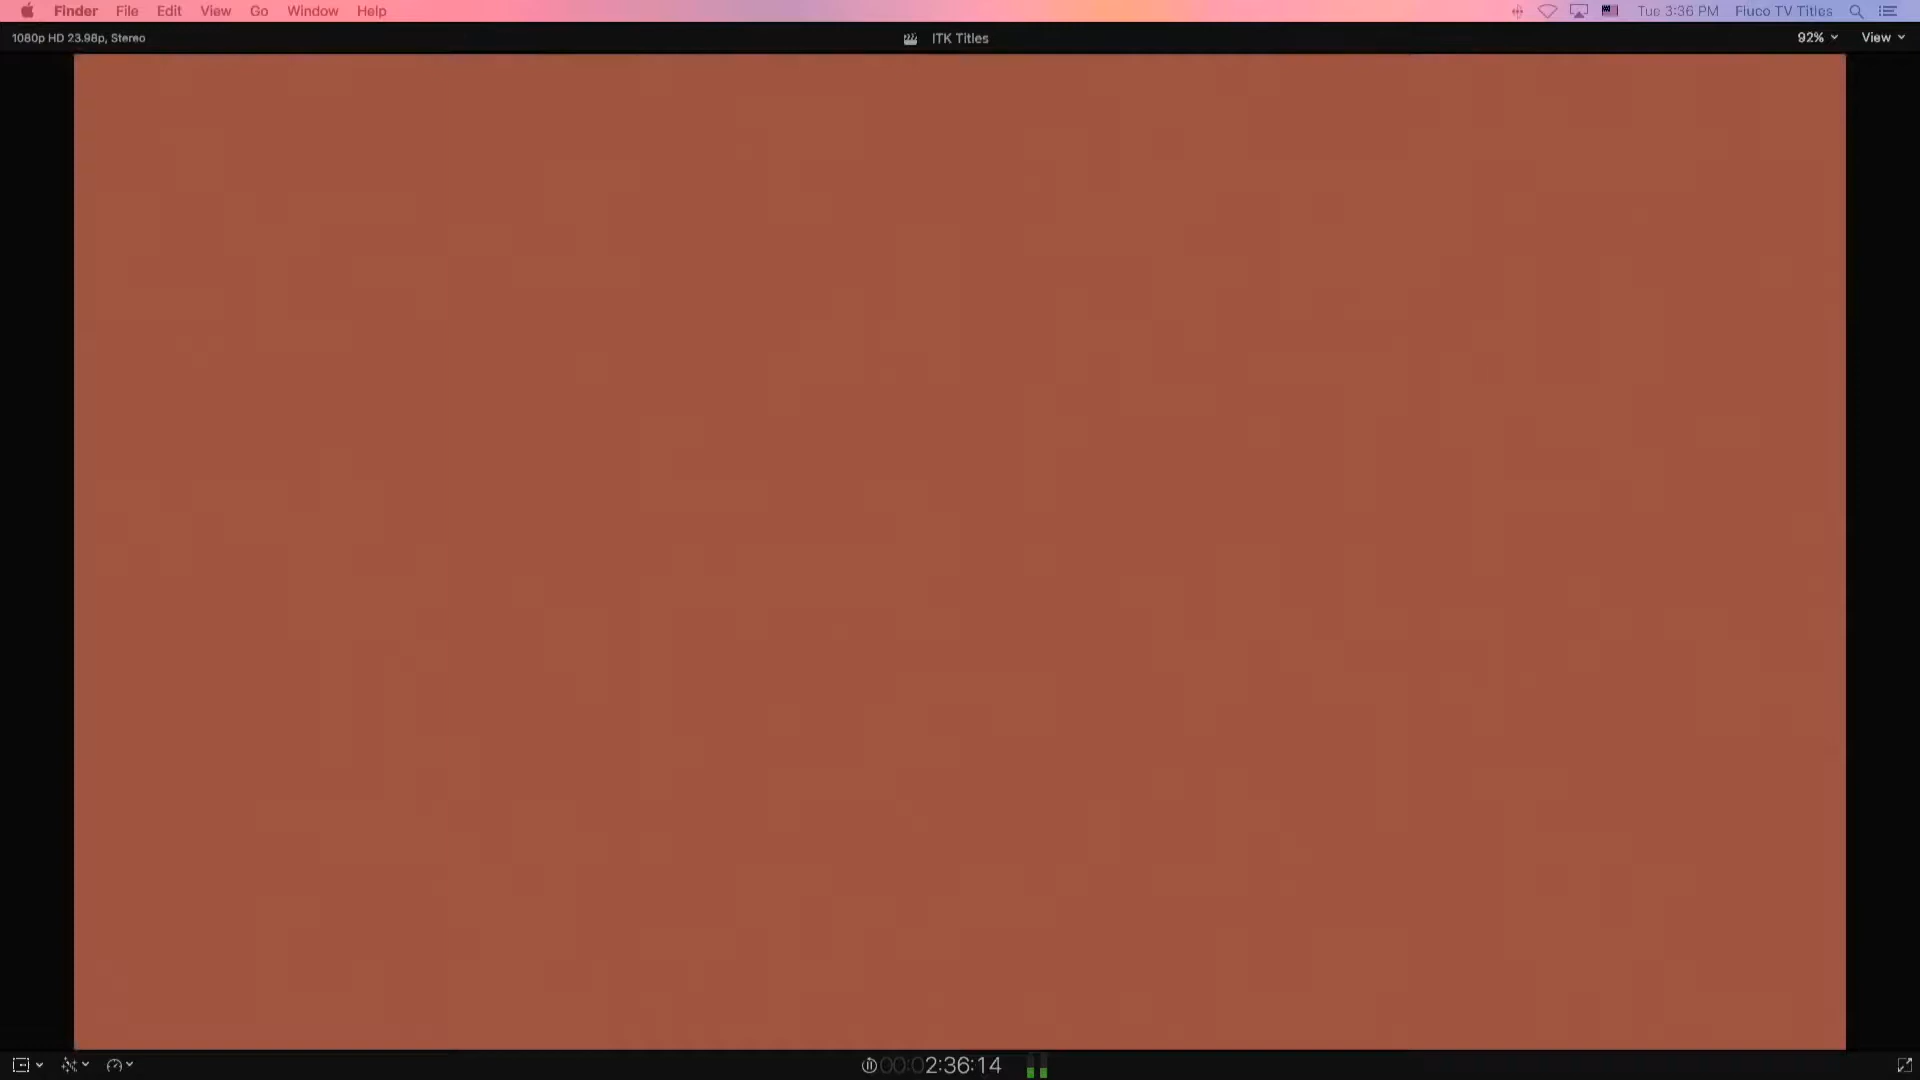 Finder File Edit View Go Window Help Tue 3:36 PM Fluco TV Titles
1080p HD 23.98p, Stereo ITK Titles 92% View
00:02:36:14